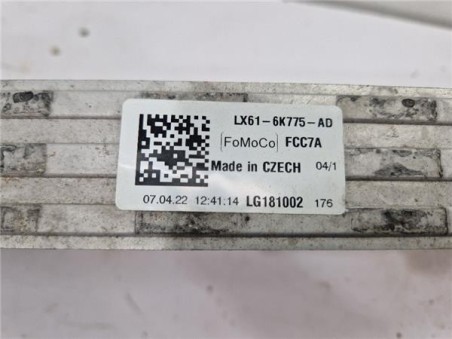 LX61-6K775-AD
FoMoCo FCC7A
Made in CZECH 04/1
07.04.22 12:41:14 LG181002 176